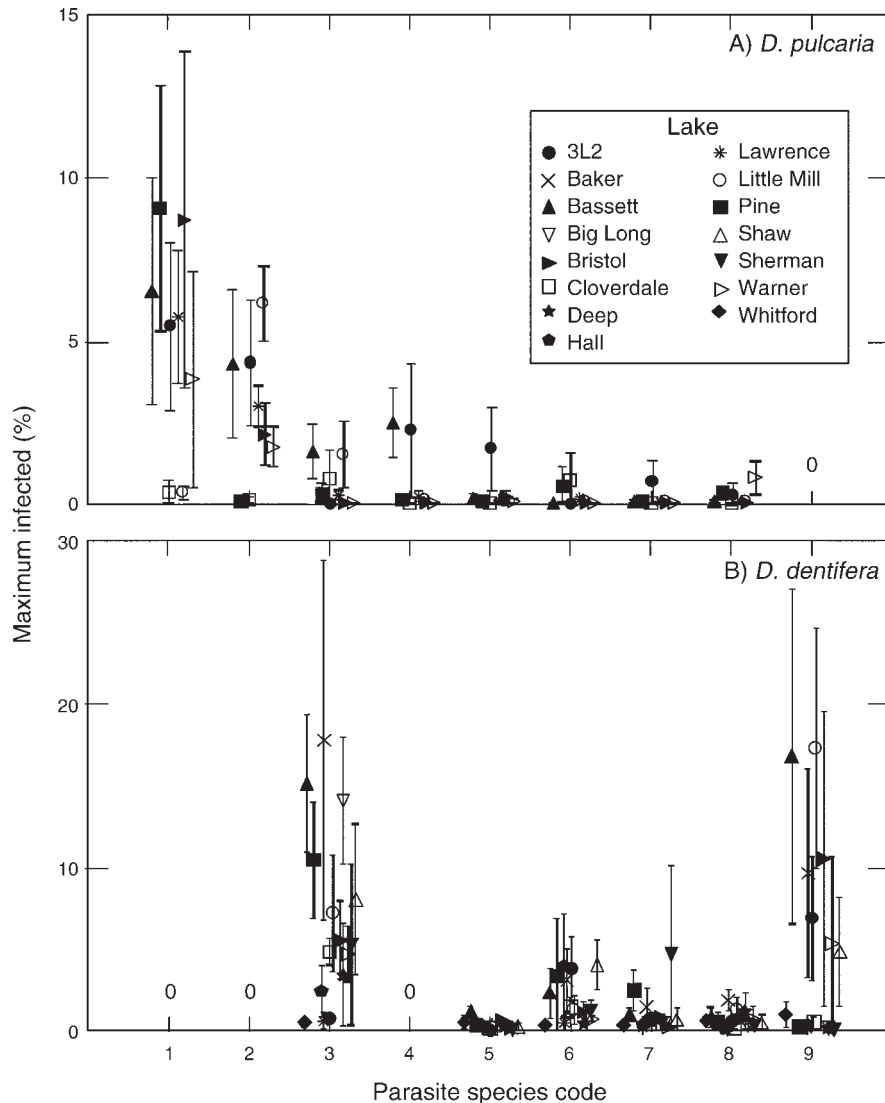 15
A) D. pulcaria
Lake
3L2
Lawrence
Baker
Little Mill
Bassett
Pine
Big Long
Shaw
Bristol
Sherman
Cloverdale
Warner
Deep
Whitford
Hall
10
5
0
0
Maximum infected (%)
30
B) D. dentifera
20
10
0
0
0
0
1
2
3
4
5
6
7
8
9
Parasite species code